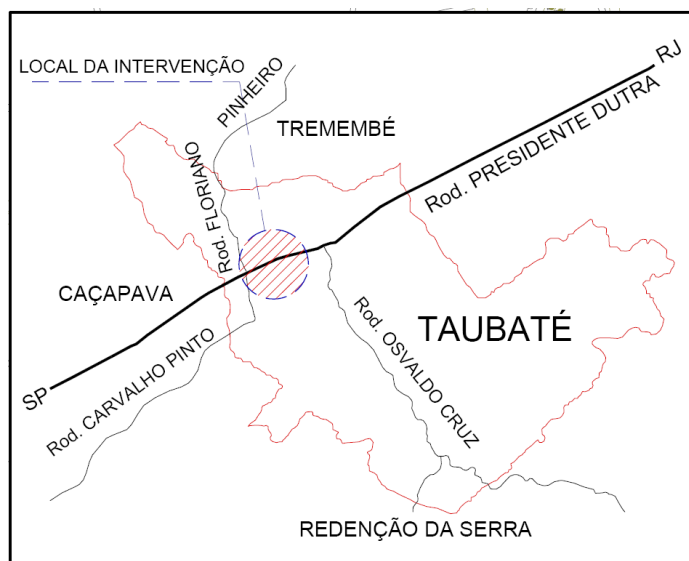 RJ
LOCAL DA INTERVENÇÃO
PINHEIRO
TREMEMBÉ
Rod. PRESIDENTE DUTRA
Rod. FLORIANO
CAÇAPAVA
TAUBATÉ
Rod. OSVALDO CRUZ
SP
Rod. CARVALHO PINTO
REDENÇÃO DA SERRA